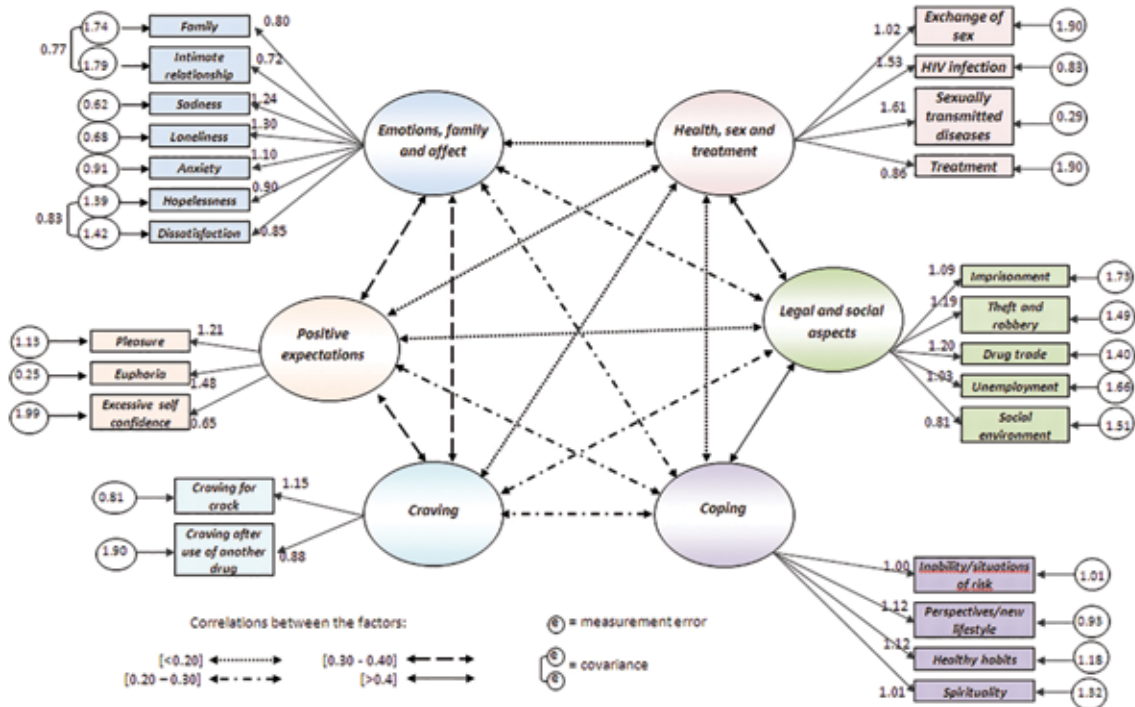 1.74
Family
0.80
0.77
1.79
Intimate
relationship
0.72
0.62
Sadness
1.24
0.68
Loneliness
1.30
0.91
Anxiety
1.10
1.39
Hopelessness
0.90
0.83
1.42
Dissatisfaction
0.85
Emotions, family
and affect
Health, sex and
treatment
1.02
Exchange of
sex
1.90
1.53
HIV infection
0.83
1.61
Sexually
transmitted
diseases
0.29
0.86
Treatment
1.90
1.13
Pleasure
1.21
0.25
Euphoria
1.48
1.99
Excessive self
confidence
0.65
Positive
expectations
Legal and social
aspects
1.09
Imprisonment
1.73
1.19
Theft and
robbery
1.49
1.20
Drug trade
1.40
1.03
Unemployment
1.66
0.81
Social
environment
1.51
0.81
Craving for
crack
1.15
1.90
Craving after
use of another
drug
0.88
Craving
Coping
1.00
Inability/situations
of risk
1.01
1.12
Perspectives/new
lifestyle
0.93
1.12
Healthy habits
1.18
1.01
Spirituality
1.32
Correlations between the factors:
[<0.20]
[0.30 - 0.40]
[0.20 – 0.30]
[>0.4]
e = measurement error
e
e = covariance